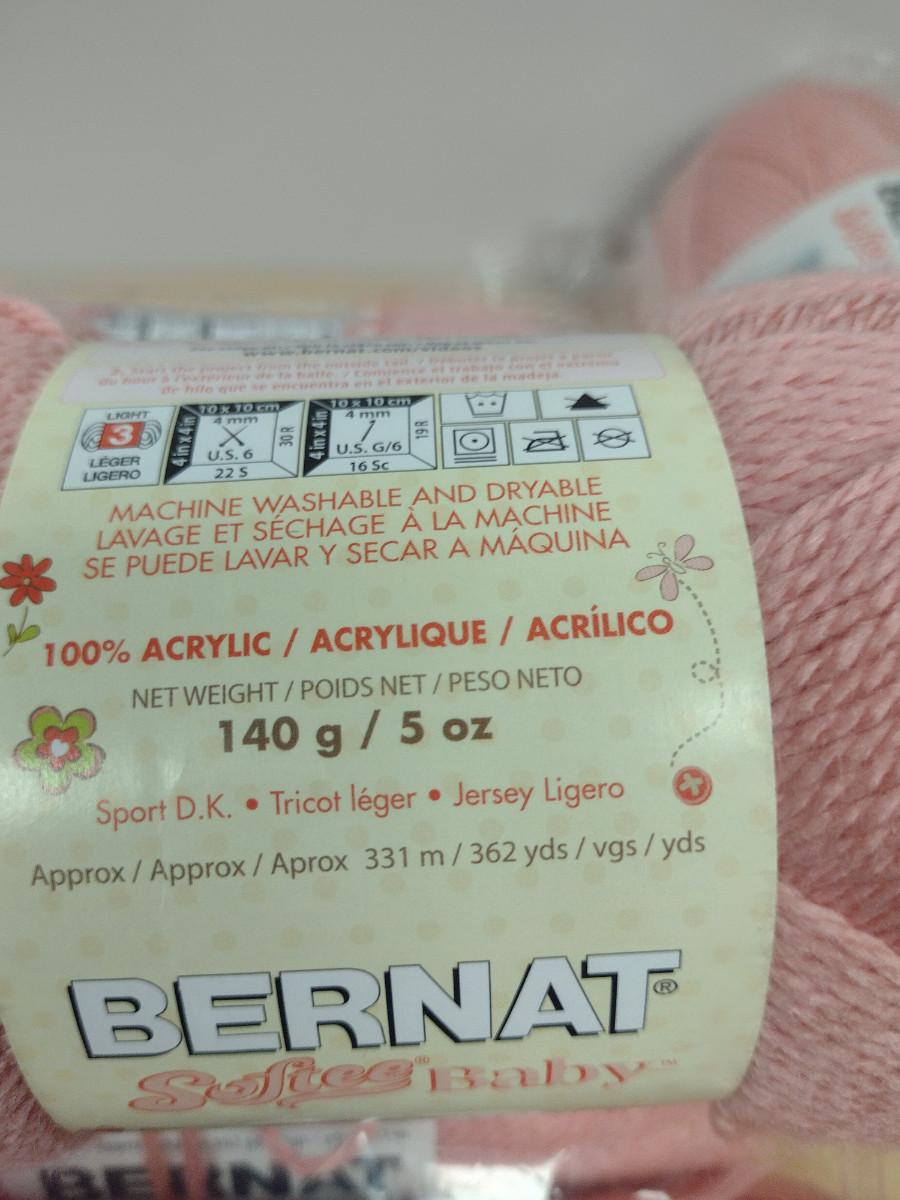 www.bernat.com/videos
2. Start the project from the outside tail. / Débuter le projet à partir
du bout à l'extérieur de la balle. / Comience el trabajo con el extremo
de hilo que se encuentra en el exterior de la madeja.
LIGHT
3
LÉGER
LIGERO
10 x 10 cm
4 in x 4 in
4 mm
U.S. 6
30 R
22 S
10 x 10 cm
4 in x 4 in
4 mm
U.S. G/6
19 R
16 Sc
MACHINE WASHABLE AND DRYABLE
LAVAGE ET SÉCHAGE À LA MACHINE
SE PUEDE LAVAR Y SECAR A MÁQUINA
100% ACRYLIC / ACRYLIQUE / ACRÍLICO
NET WEIGHT / POIDS NET / PESO NETO
140 g / 5 oz
Sport D.K. • Tricot léger • Jersey Ligero
Approx / Approx / Aprox 331 m / 362 yds / vgs / yds
BERNAT®
Softee® Baby™
BERNAT